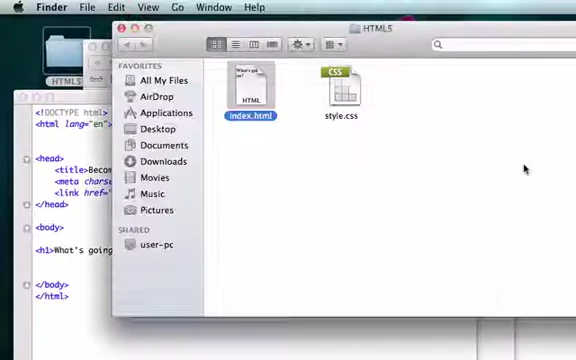 Finder File Edit View Go Window Help
HTML5
HTML5
FAVORITES
All My Files
AirDrop
Applications
Desktop
Documents
Downloads
Movies
Music
Pictures
SHARED
user-pc
What's goi
on?
HTML
index.html
CSS
style.css
<!DOCTYPE html>
<html lang="en"
<head>
<title>Becom
<meta charse
<link href="
</head>
<body>
<h1>What's going
</body>
</html>